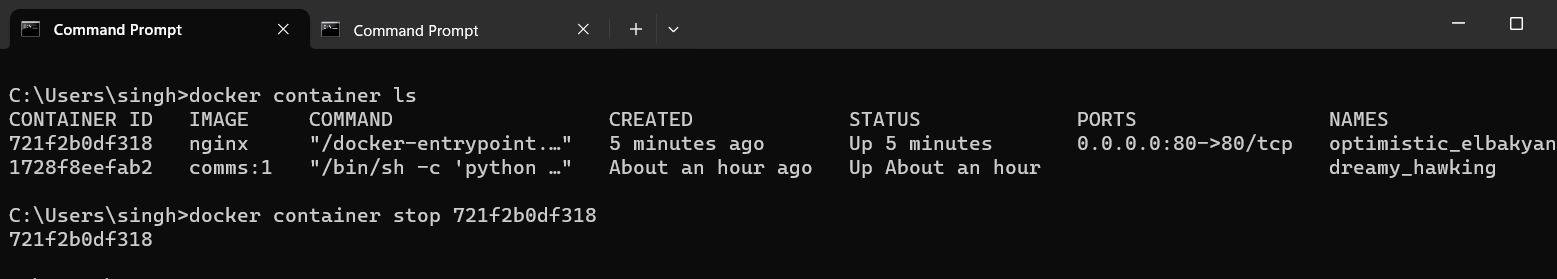 Command Prompt Command Prompt
C:\Users\singh>docker container ls
CONTAINER ID IMAGE COMMAND CREATED STATUS PORTS NAMES
721f2b0df318 nginx "/docker-entrypoint.…" 5 minutes ago Up 5 minutes 0.0.0.0:80->80/tcp optimistic_elbakyan
1728f8eefab2 comms:1 "/bin/sh -c 'python …" About an hour ago Up About an hour dreamy_hawking
C:\Users\singh>docker container stop 721f2b0df318
721f2b0df318